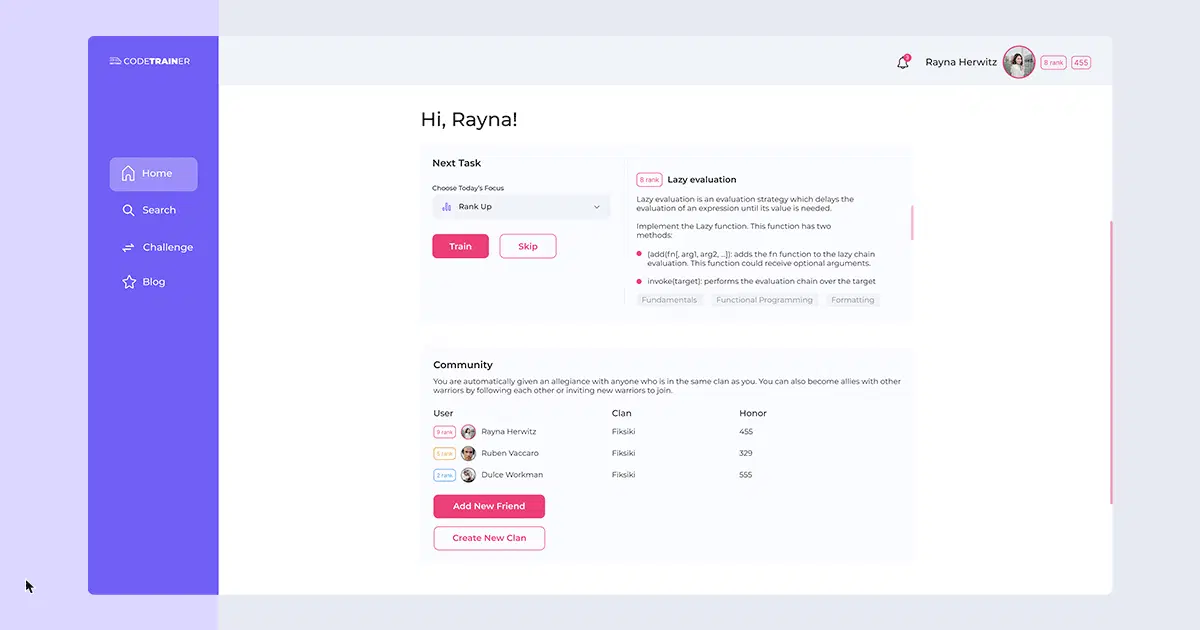 CODETRAINER
Rayna Herwitz
8 rank
455
Home
Search
Challenge
Blog
Hi, Rayna!
Next Task
Choose Today's Focus
Rank Up
Train
Skip
8 rank
Lazy evaluation
Lazy evaluation is an evaluation strategy which delays the
evaluation of an expression until its value is needed.
Implement the Lazy function. This function has two
methods:
(add(fn[, arg1, arg2, ...]): adds the fn function to the lazy chain
evaluation. This function could receive optional arguments.
invoke(target): performs the evaluation chain over the target
Fundamentals
Functional Programming
Formatting
Community
You are automatically given an allegiance with anyone who is in the same clan as you. You can also become allies with other
warriors by following each other or inviting new warriors to join.
User Clan Honor
rank Rayna Herwitz Fiksiki 455
rank Ruben Vaccaro Fiksiki 329
2 rank Dulce Workman Fiksiki 555
Add New Friend
Create New Clan